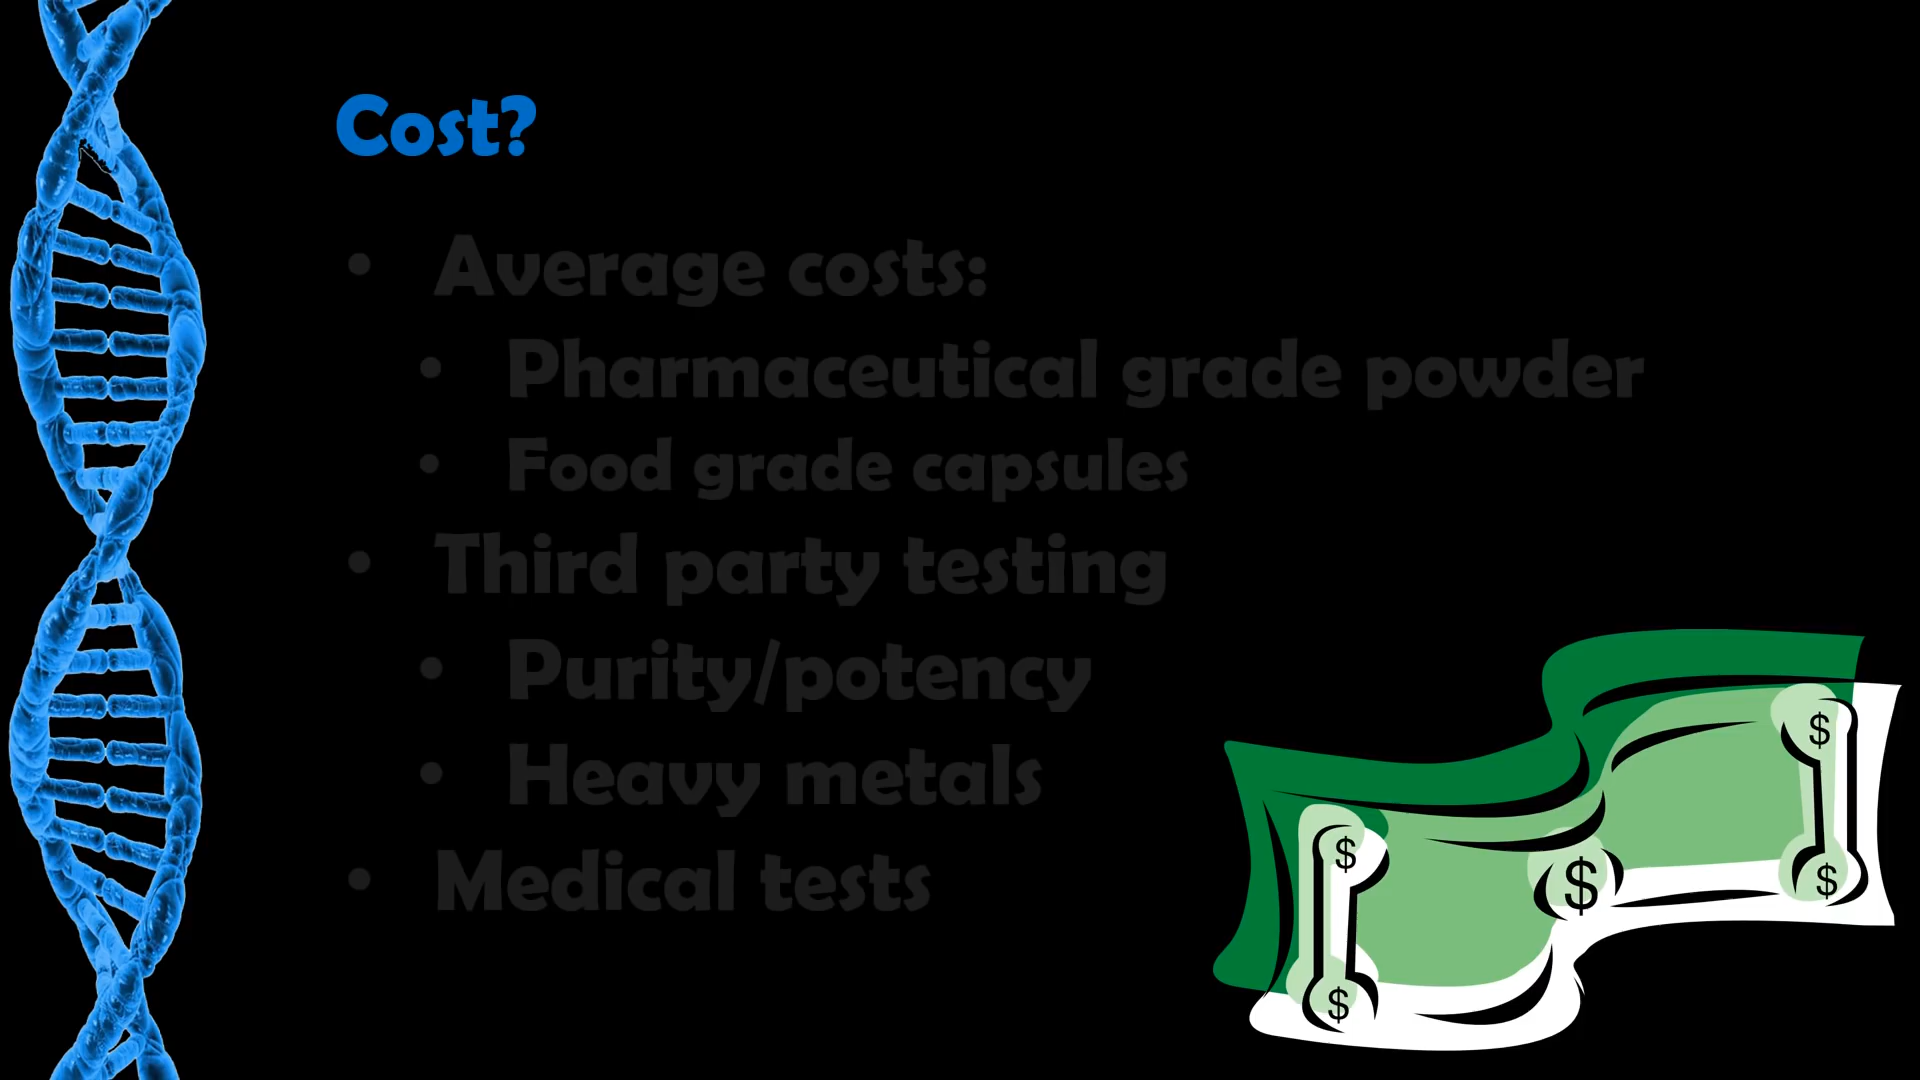 Cost?
• Average costs:
• Pharmaceutical grade powder
• Food grade capsules
• Third party testing
• Purity/potency
• Heavy metals
• Medical tests
$
$
$
$
$